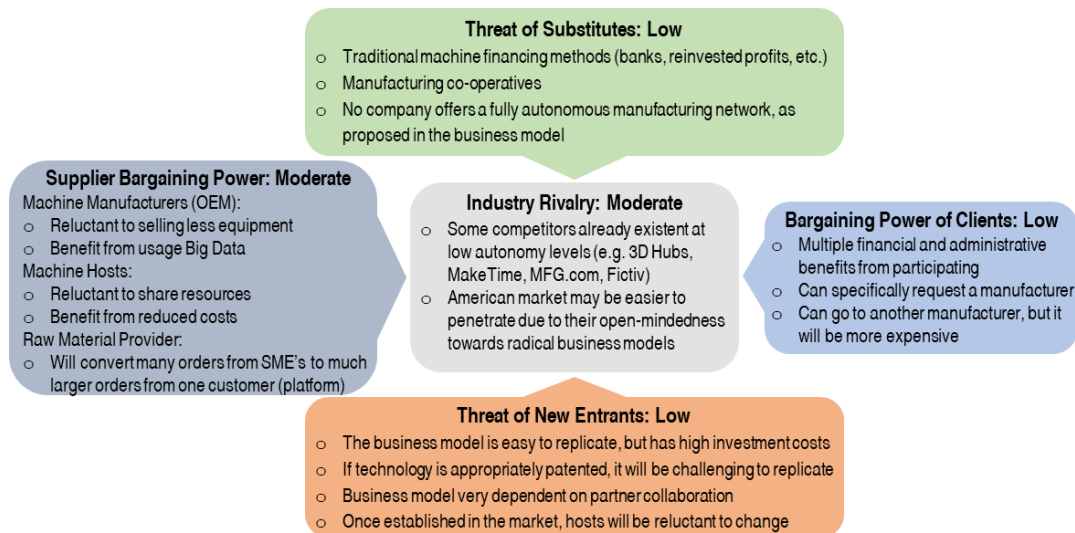 Threat of Substitutes: Low
o Traditional machine financing methods (banks, reinvested profits, etc.)
o Manufacturing co-operatives
o No company offers a fully autonomous manufacturing network, as
proposed in the business model
Supplier Bargaining Power: Moderate
Machine Manufacturers (OEM):
o Reluctant to selling less equipment
o Benefit from usage Big Data
Machine Hosts:
o Reluctant to share resources
o Benefit from reduced costs
Raw Material Provider:
o Will convert many orders from SME's to much
larger orders from one customer (platform)
Industry Rivalry: Moderate
o Some competitors already existent at
low autonomy levels (e.g. 3D Hubs,
MakeTime, MFG.com, Fictiv)
o American market may be easier to
penetrate due to their open-mindedness
towards radical business models
Bargaining Power of Clients: Low
o Multiple financial and administrative
benefits from participating
o Can specifically request a manufacturer
o Can go to another manufacturer, but it
will be more expensive
Threat of New Entrants: Low
o The business model is easy to replicate, but has high investment costs
o If technology is appropriately patented, it will be challenging to replicate
o Business model very dependent on partner collaboration
o Once established in the market, hosts will be reluctant to change